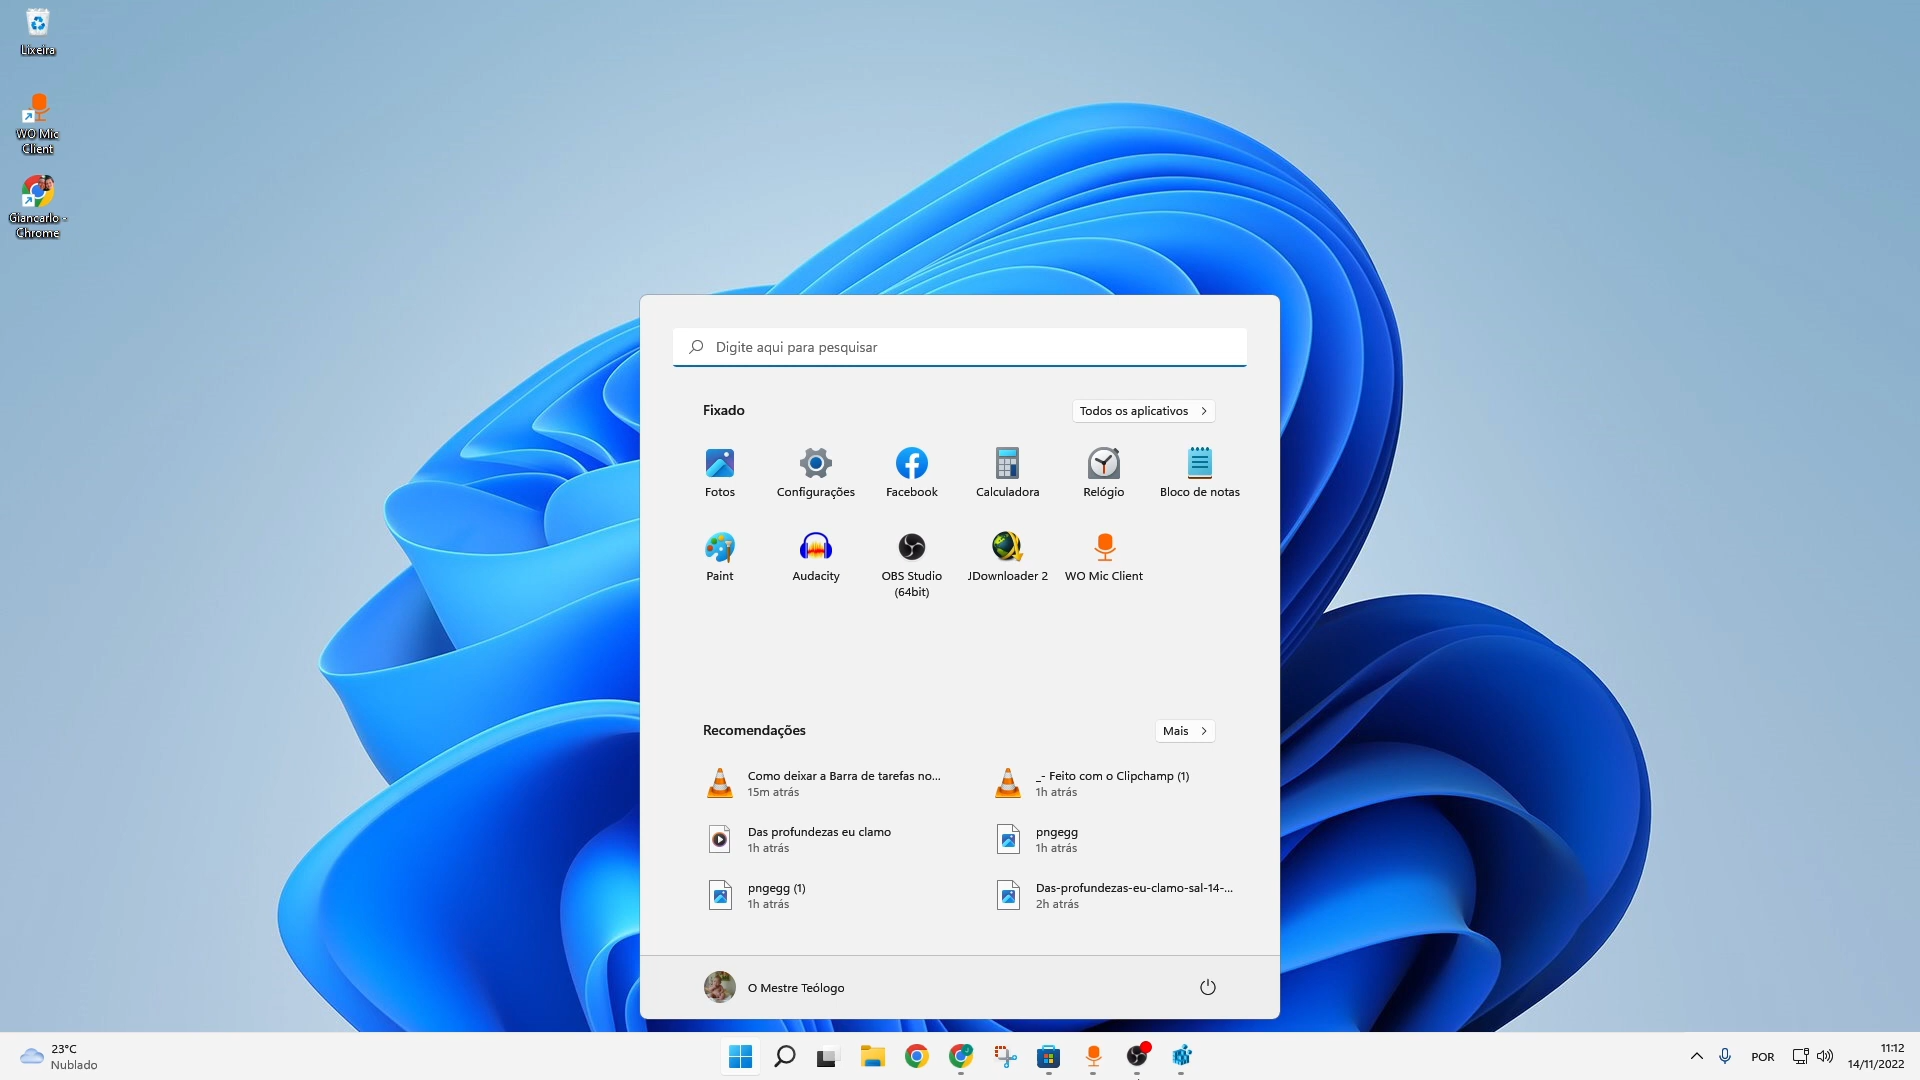 Lixeira
WO Mic
Client
Giancarlo -
Chrome
Digite aqui para pesquisar
Fixado
Todos os aplicativos
Fotos
Configurações
Facebook
Calculadora
Relógio
Bloco de notas
Paint
Audacity
OBS Studio
(64bit)
JDownloader 2
WO Mic Client
Recomendações
Mais
Como deixar a Barra de tarefas no...
15m atrás
_- Feito com o Clipchamp (1)
1h atrás
Das profundezas eu clamo
1h atrás
pngegg
1h atrás
pngegg (1)
1h atrás
Das-profundezas-eu-clamo-sal-14-...
2h atrás
O Mestre Teólogo
23°C
Nublado
POR
11:12
14/11/2022